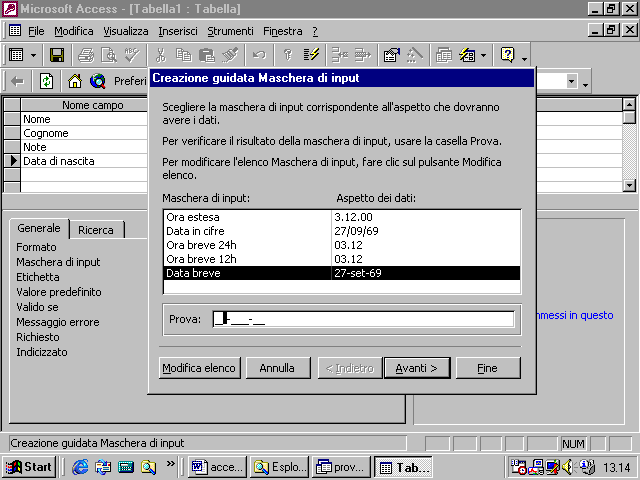 Microsoft Access - [Tabella1 : Tabella]
File Modifica Visualizza Inserisci Strumenti Finestra ?
Preferi
Creazione guidata Maschera di input
Scegliere la maschera di input corrispondente all'aspetto che dovranno
avere i dati.
Per verificare il risultato della maschera di input, usare la casella Prova.
Per modificare l'elenco Maschera di input, fare clic sul pulsante Modifica
elenco.
Maschera di input: Aspetto dei dati:
Ora estesa 3.12.00
Data in cifre 27/09/69
Ora breve 24h 03.12
Ora breve 12h 03.12
Data breve 27-set-69
Prova: __-___-__
Modifica elenco Annulla < Indietro Avanti > Fine
Nome campo
Nome
Cognome
Note
Data di nascita
Generale Ricerca
Formato
Maschera di input
Etichetta
Valore predefinito
Valido se
Messaggio errore
Richiesto
Indicizzato
nmessi in questo
Creazione guidata Maschera di input NUM
Start » acce... Esplo... prov... Tab... 13.14